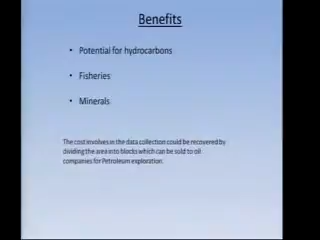 Benefits
• Potential for hydrocarbons
• Fisheries
• Minerals
The cost involves in the data collection could be recovered by
dividing the area into blocks which can be sold to oil
companies for Petroleum exploration.